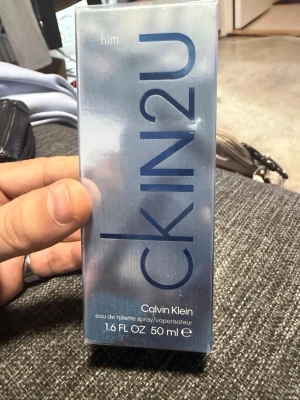 him
cKIN2U
Calvin Klein
eau de toilette spray/vaporisateur
1.6 FL OZ 50 ml ℮